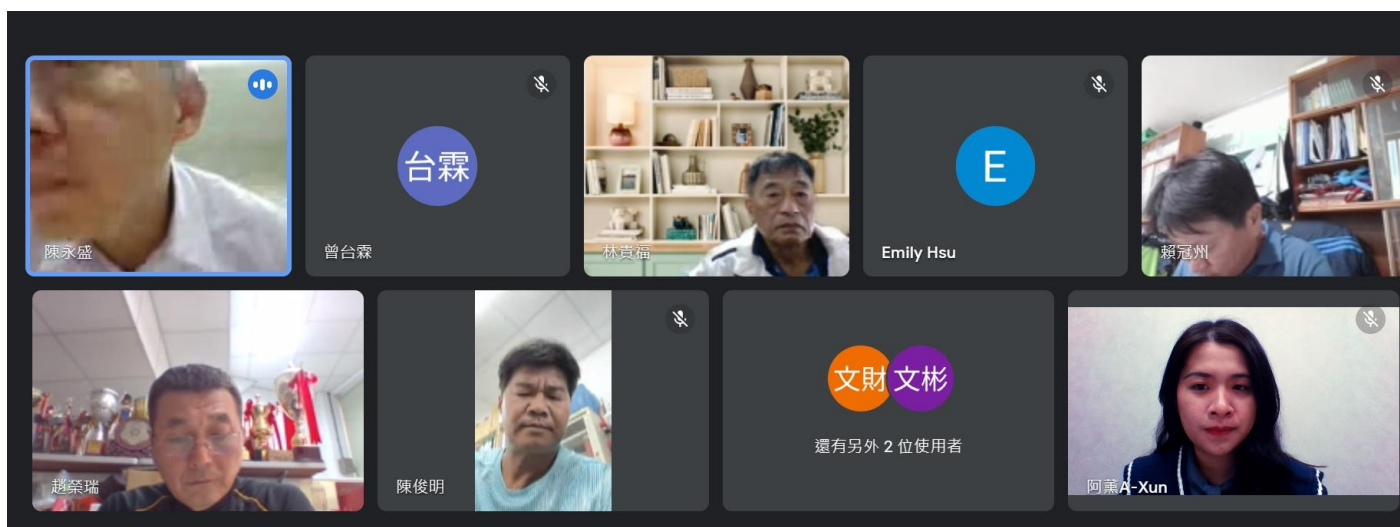 陳永盛
台霖
曾台霖
林貴福
E
Emily Hsu
賴冠州
趙榮瑞
陳俊明
文財 文彬
還有另外 2 位使用者
阿薰A-Xun